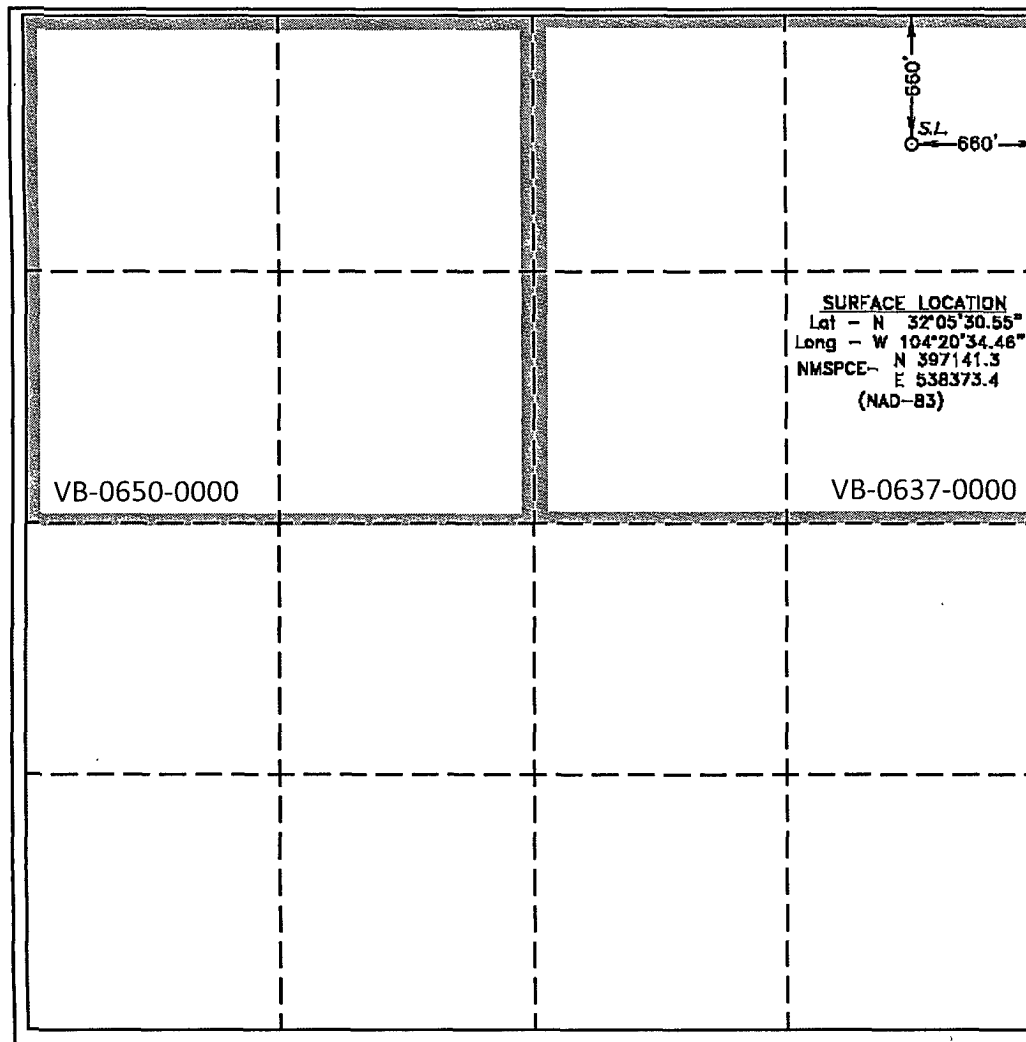 660'
S.L.
660'
SURFACE LOCATION
Lat - N 32°05'30.55"
Long - W 104°20'34.46"
NMSPCE- N 397141.3
E 538373.4
(NAD-83)
VB-0650-0000
VB-0637-0000